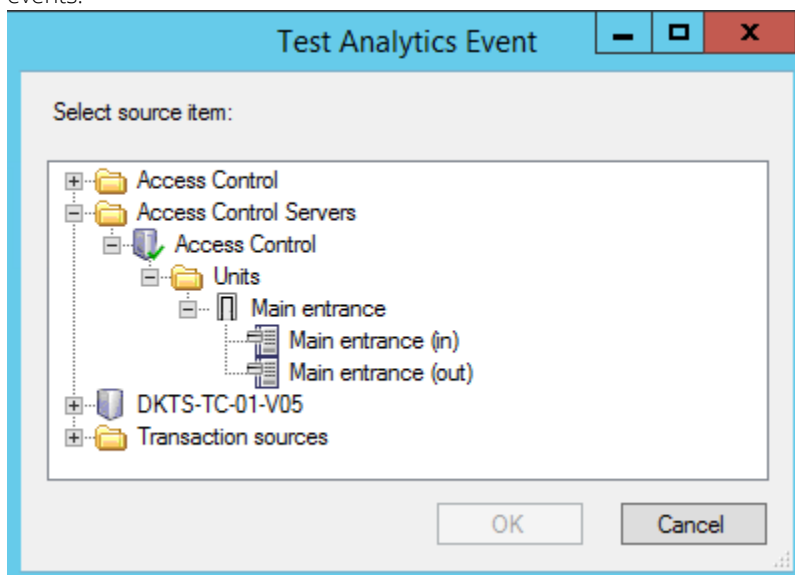 events.
Test Analytics Event
Select source item:
Access Control
Access Control Servers
Access Control
Units
Main entrance
Main entrance (in)
Main entrance (out)
DKTS-TC-01-V05
Transaction sources
OK Cancel